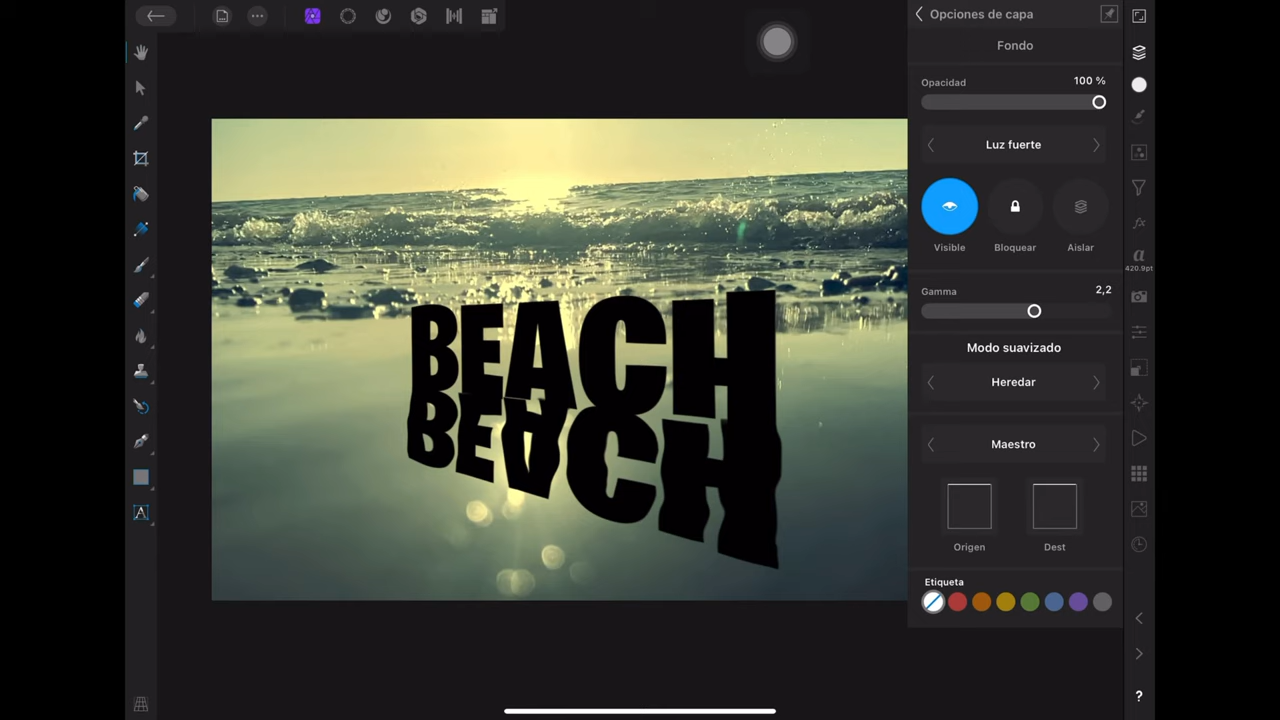 Opciones de capa
Fondo
Opacidad
100 %
Luz fuerte
Visible
Bloquear
Aislar
a
420.9pt
Gamma
2,2
Modo suavizado
Heredar
Maestro
Origen
Dest
Etiqueta
BEACH
BEACH
fx
A
?